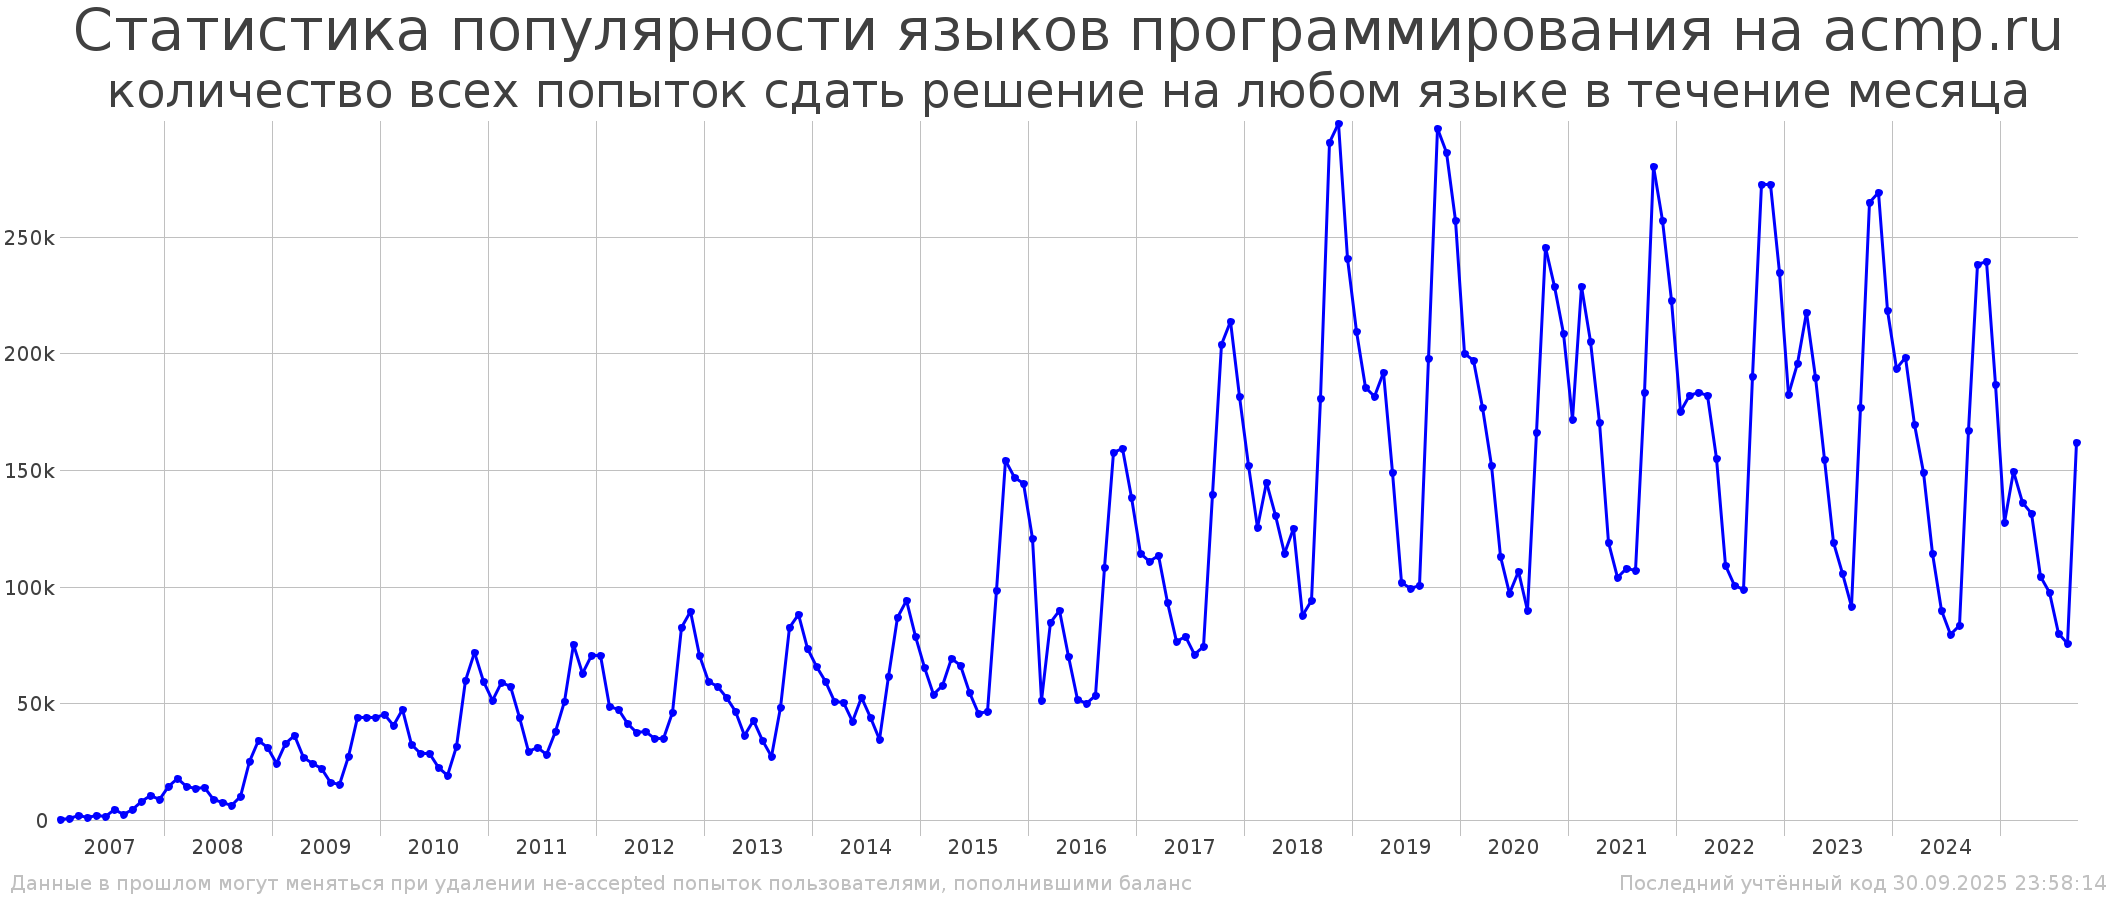 Статистика популярности языков программирования на acmp.ru
количество всех попыток сдать решение на любом языке в течение месяца
250k
200k
150k
100k
50k
0
2007 2008 2009 2010 2011 2012 2013 2014 2015 2016 2017 2018 2019 2020 2021 2022 2023 2024
Данные в прошлом могут меняться при удалении не-accepted попыток пользователями, пополнившими баланс
Последний учтённый код 30.09.2025 23:58:14